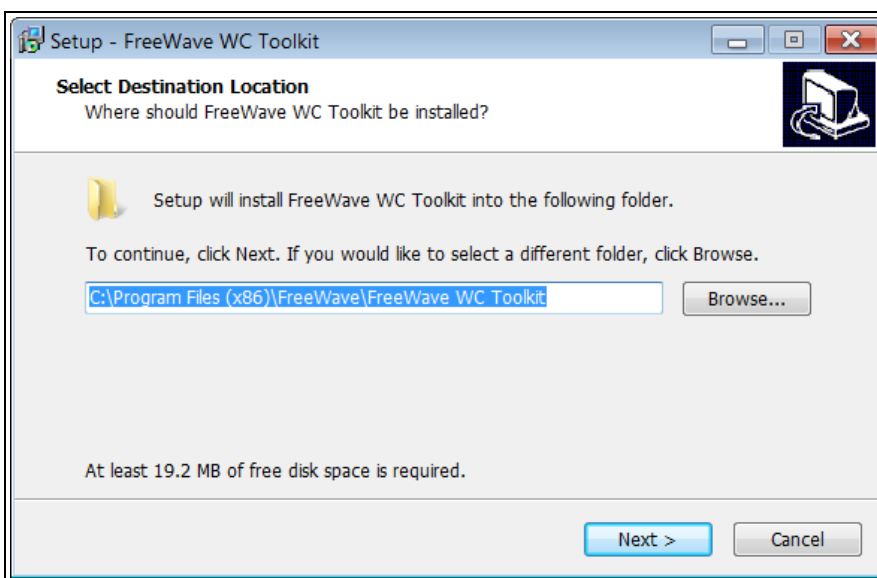 Setup - FreeWave WC Toolkit
Select Destination Location
Where should FreeWave WC Toolkit be installed?
Setup will install FreeWave WC Toolkit into the following folder.
To continue, click Next. If you would like to select a different folder, click Browse.
C:\Program Files (x86)\FreeWave\FreeWave WC Toolkit
Browse...
At least 19.2 MB of free disk space is required.
Next >
Cancel